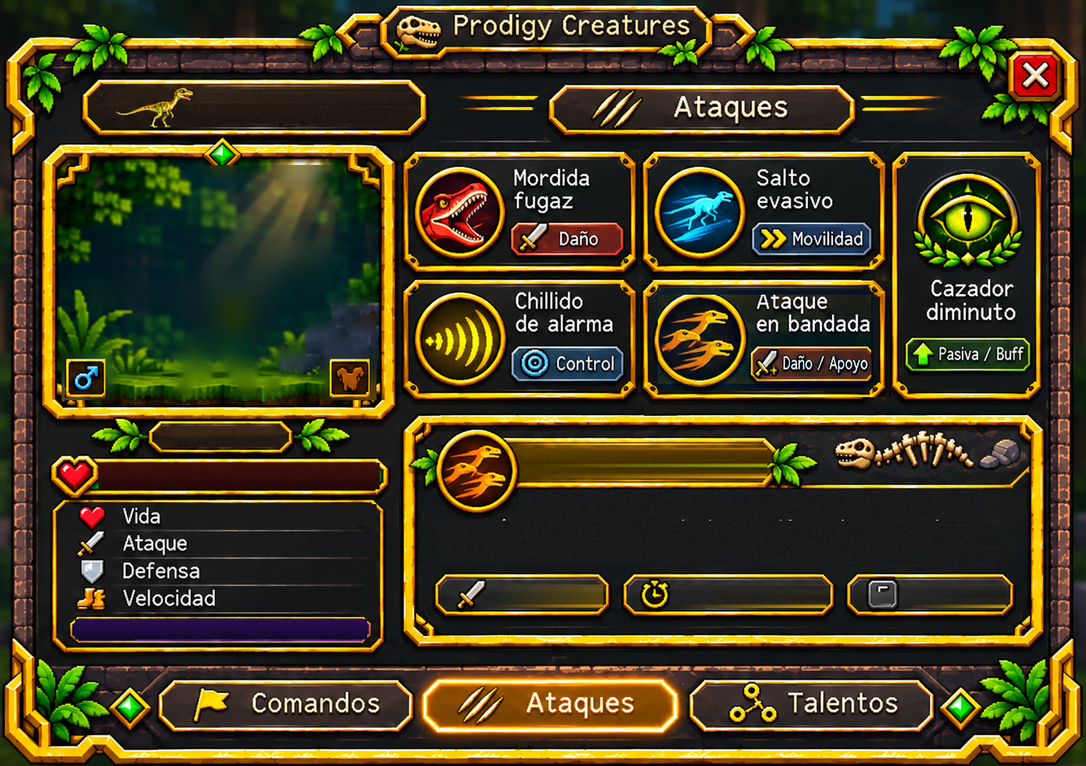 Prodigy Creatures
Ataques
Mordida
fugaz
Daño
Salto
evasivo
Movilidad
Chillido
de alarma
Control
Ataque
en bandada
Daño / Apoyo
Cazador
diminuto
Pasiva / Buff
Vida
Ataque
Defensa
Velocidad
Comandos
Ataques
Talentos